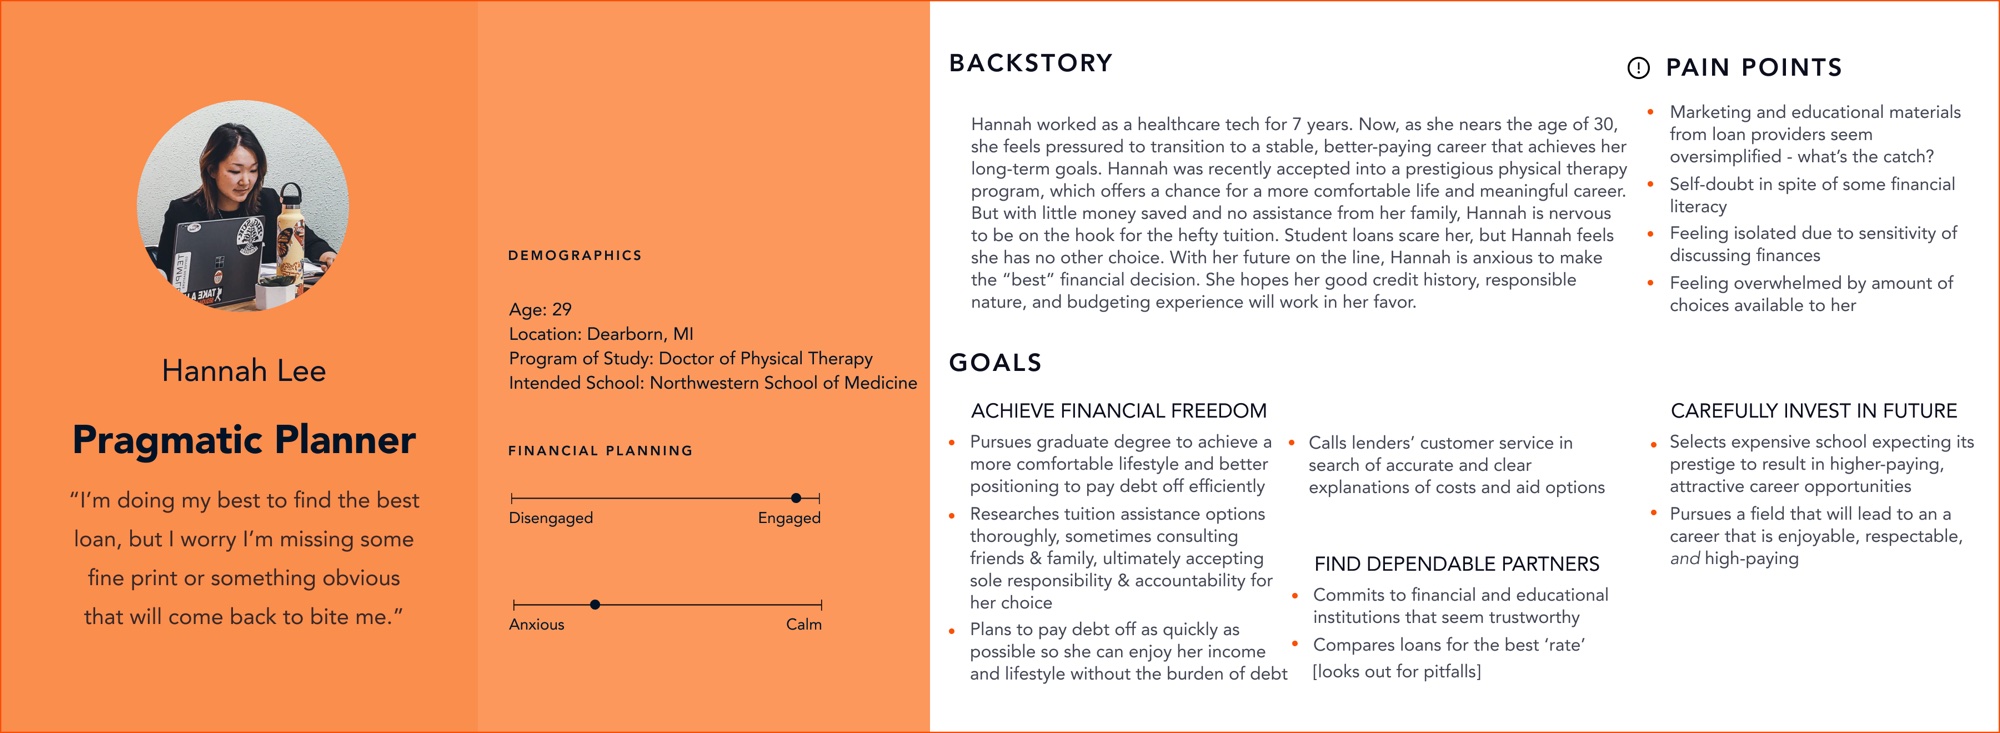 Hannah Lee
Pragmatic Planner
“I’m doing my best to find the best
loan, but I worry I’m missing some
fine print or something obvious
that will come back to bite me.”
DEMOGRAPHICS
Age: 29
Location: Dearborn, MI
Program of Study: Doctor of Physical Therapy
Intended School: Northwestern School of Medicine
FINANCIAL PLANNING
Disengaged
Engaged
Anxious
Calm
BACKSTORY
Hannah worked as a healthcare tech for 7 years. Now, as she nears the age of 30,
she feels pressured to transition to a stable, better-paying career that achieves her
long-term goals. Hannah was recently accepted into a prestigious physical therapy
program, which offers a chance for a more comfortable life and meaningful career.
But with little money saved and no assistance from her family, Hannah is nervous
to be on the hook for the hefty tuition. Student loans scare her, but Hannah feels
she has no other choice. With her future on the line, Hannah is anxious to make
the “best” financial decision. She hopes her good credit history, responsible
nature, and budgeting experience will work in her favor.
PAIN POINTS
• Marketing and educational materials
from loan providers seem
oversimplified - what’s the catch?
• Self-doubt in spite of some financial
literacy
• Feeling isolated due to sensitivity of
discussing finances
• Feeling overwhelmed by amount of
choices available to her
GOALS
ACHIEVE FINANCIAL FREEDOM
• Pursues graduate degree to achieve a
more comfortable lifestyle and better
positioning to pay debt off efficiently
• Researches tuition assistance options
thoroughly, sometimes consulting
friends & family, ultimately accepting
sole responsibility & accountability for
her choice
• Plans to pay debt off as quickly as
possible so she can enjoy her income
and lifestyle without the burden of debt
• Calls lenders’ customer service in
search of accurate and clear
explanations of costs and aid options
FIND DEPENDABLE PARTNERS
• Commits to financial and educational
institutions that seem trustworthy
• Compares loans for the best ‘rate’
[looks out for pitfalls]
CAREFULLY INVEST IN FUTURE
• Selects expensive school expecting its
prestige to result in higher-paying,
attractive career opportunities
• Pursues a field that will lead to an a
career that is enjoyable, respectable,
and high-paying